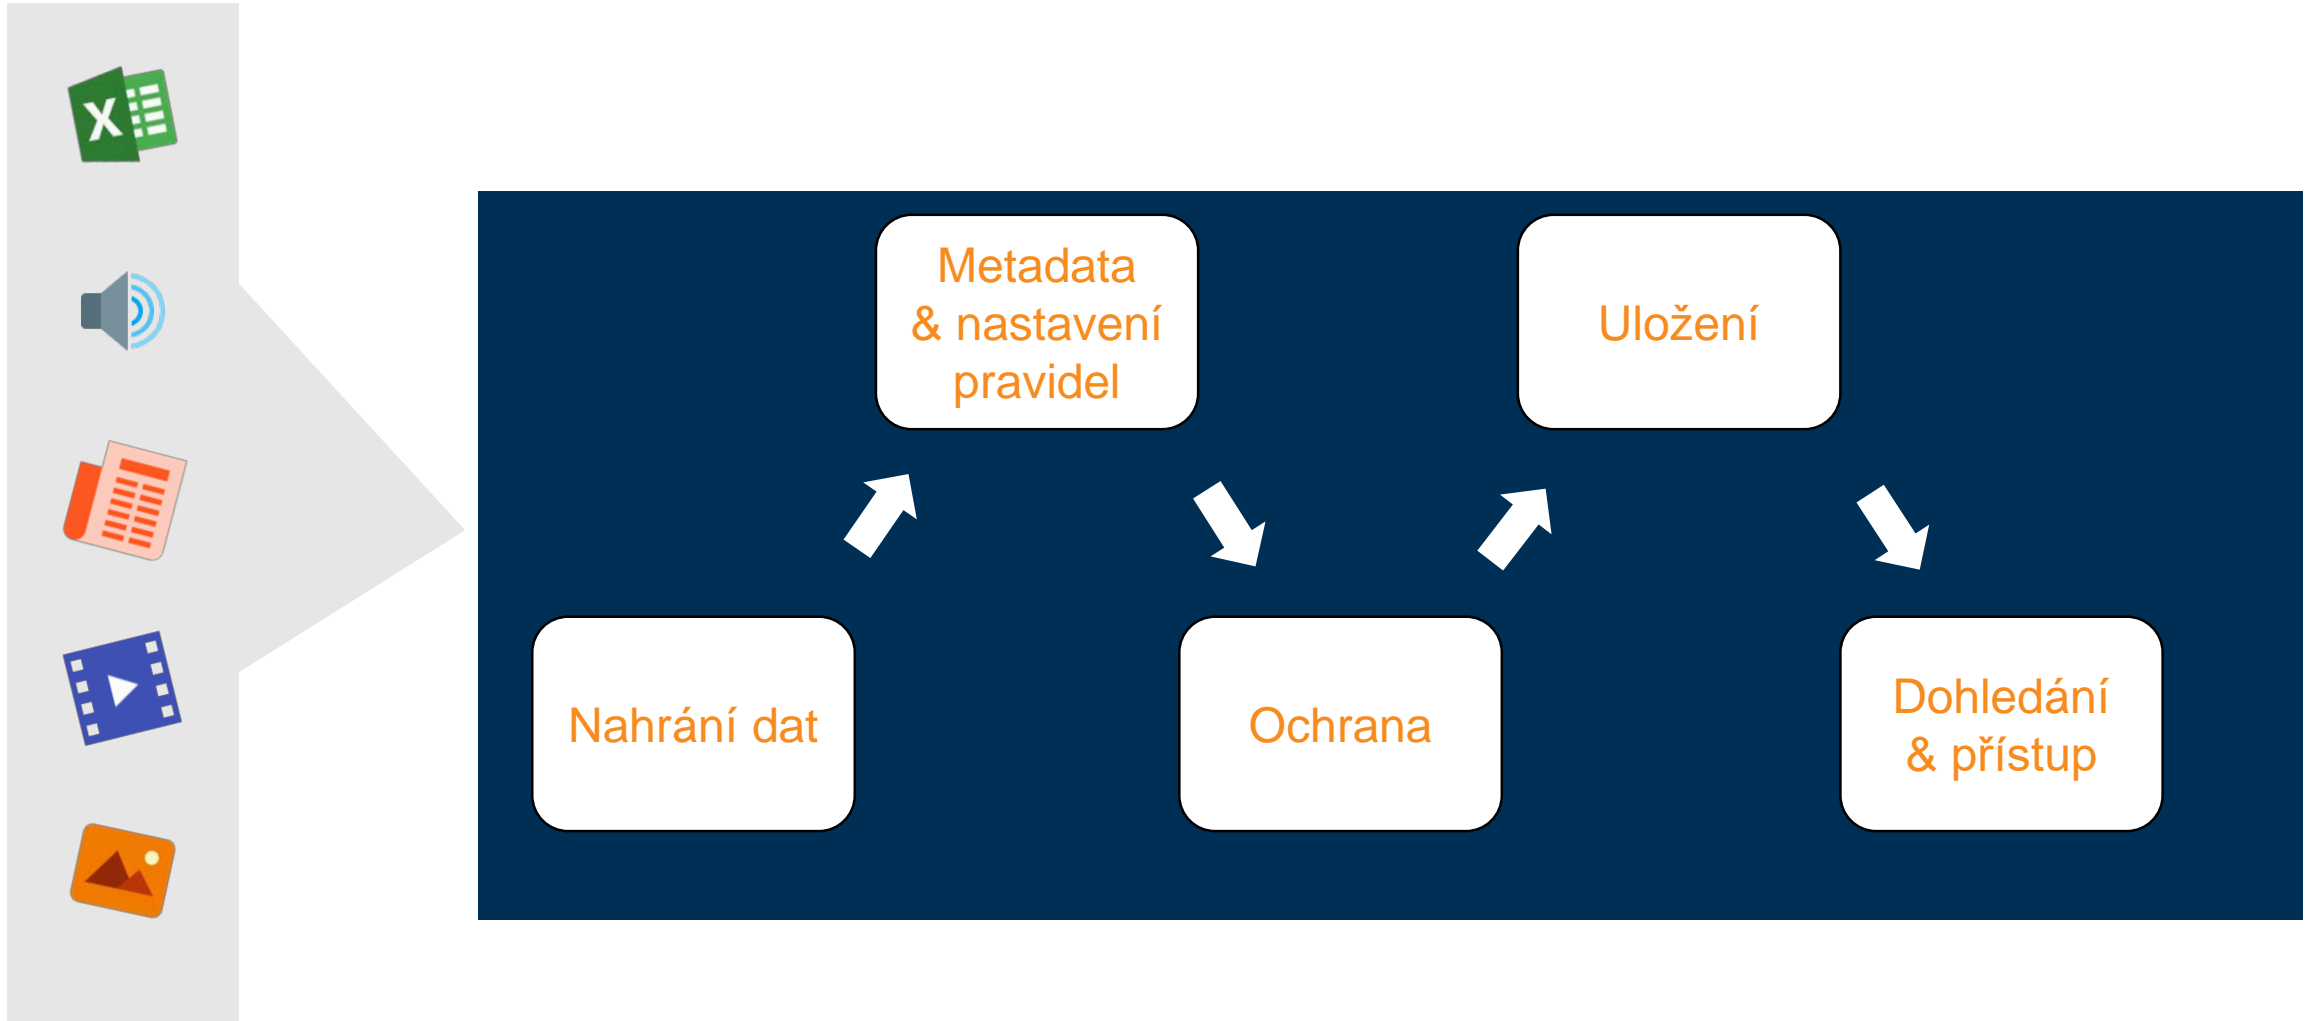 X
Nahrání dat
Metadata
& nastavení
pravidel
Ochrana
Uložení
Dohledání
& přístup